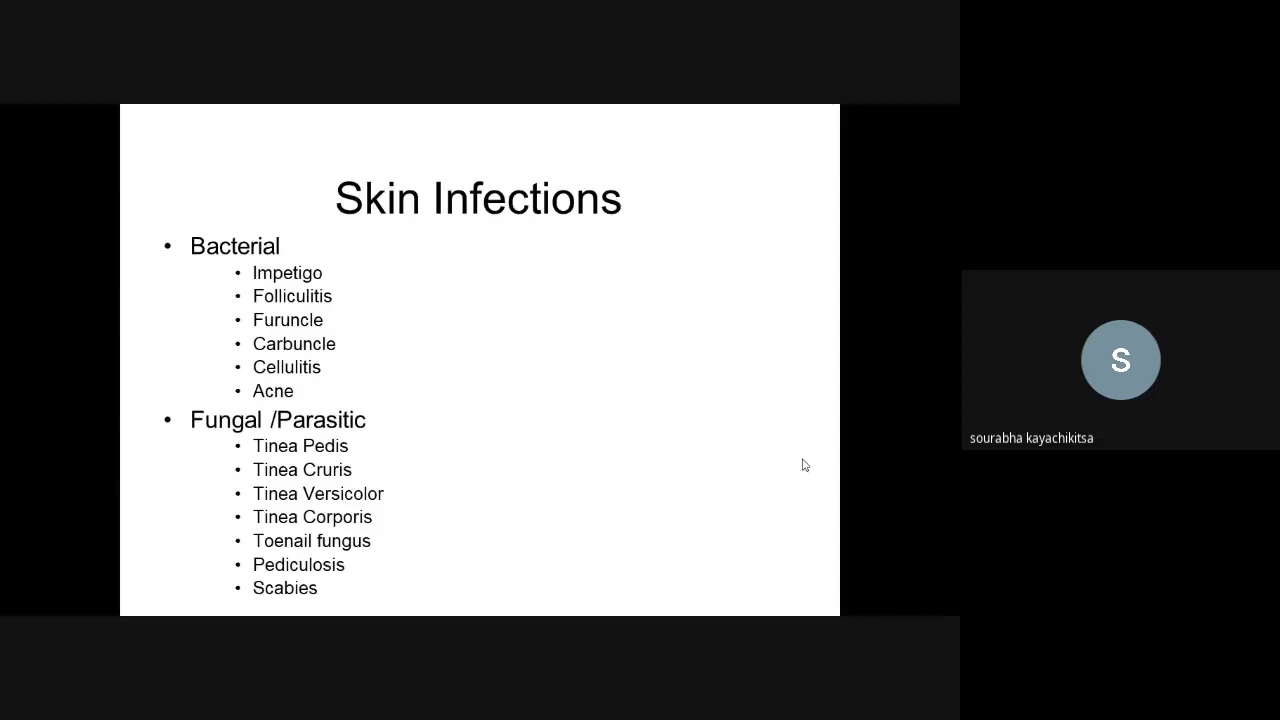 Skin Infections
• Bacterial
• Impetigo
• Folliculitis
• Furuncle
• Carbuncle
• Cellulitis
• Acne
• Fungal /Parasitic
• Tinea Pedis
• Tinea Cruris
• Tinea Versicolor
• Tinea Corporis
• Toenail fungus
• Pediculosis
• Scabies
S
sourabha kayachikitsa